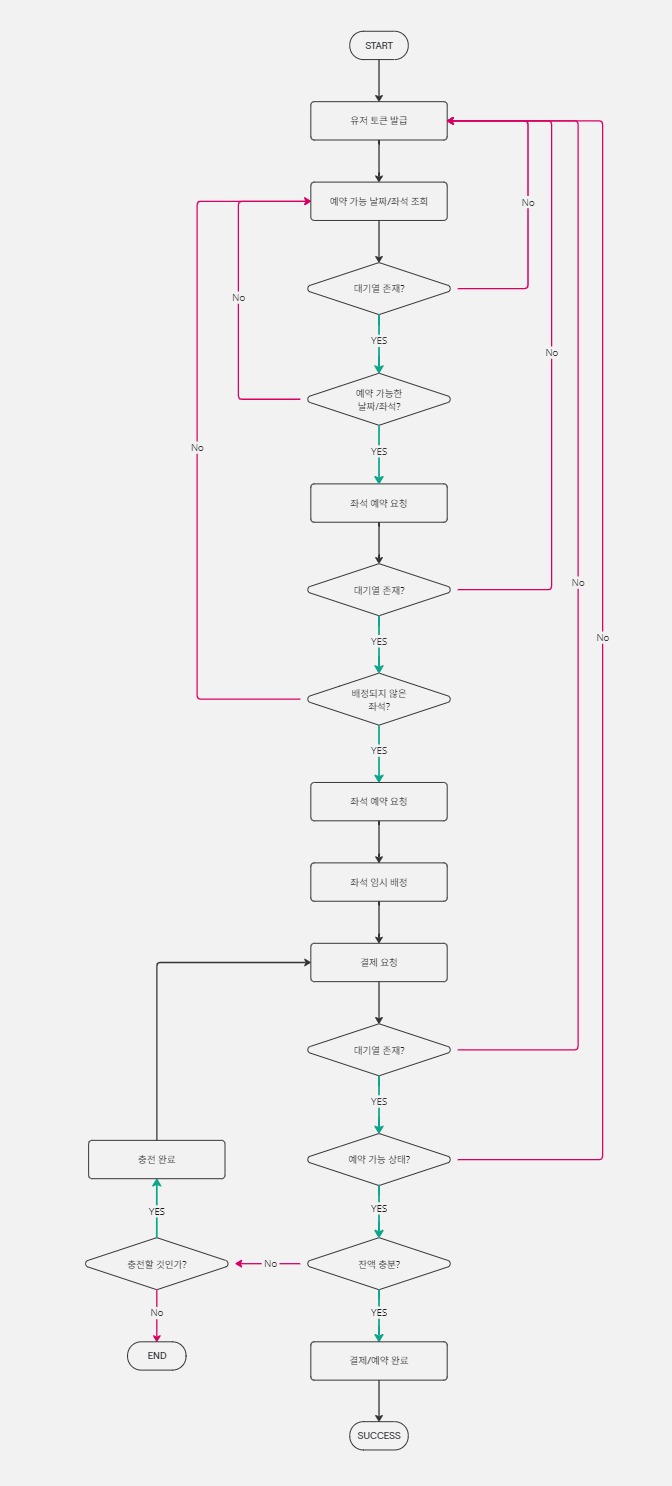 START
유저 토큰 발급
예약 가능 날짜/좌석 조회
No
대기열 존재?
No
YES
No
예약 가능한
날짜/좌석?
No
YES
좌석 예약 요청
대기열 존재?
No
YES
No
배정되지 않은
좌석?
YES
좌석 예약 요청
좌석 임시 배정
결제 요청
대기열 존재?
YES
충전 완료
예약 가능 상태?
YES
YES
충전할 것인가?
No
잔액 충분?
No
YES
END
결제/예약 완료
SUCCESS